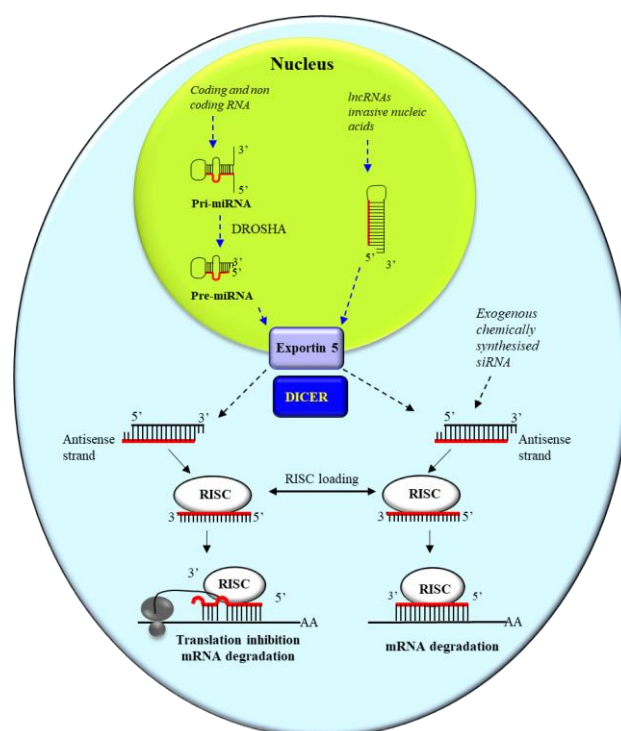 Nucleus
Coding and non
coding RNA
lncRNAs
invasive nucleic
acids
3’
5’
Pri-miRNA
DROSHA
3’
5’
Pre-miRNA
5’
3’
Exportin 5
Exogenous
chemically
synthesised
siRNA
DICER
5’
3’
Antisense
strand
5’
3’
Antisense
strand
RISC
RISC loading
RISC
3
5’
3’
5’
3’
RISC
5’
AA
Translation inhibition
mRNA degradation
RISC
3’
5’
AA
mRNA degradation